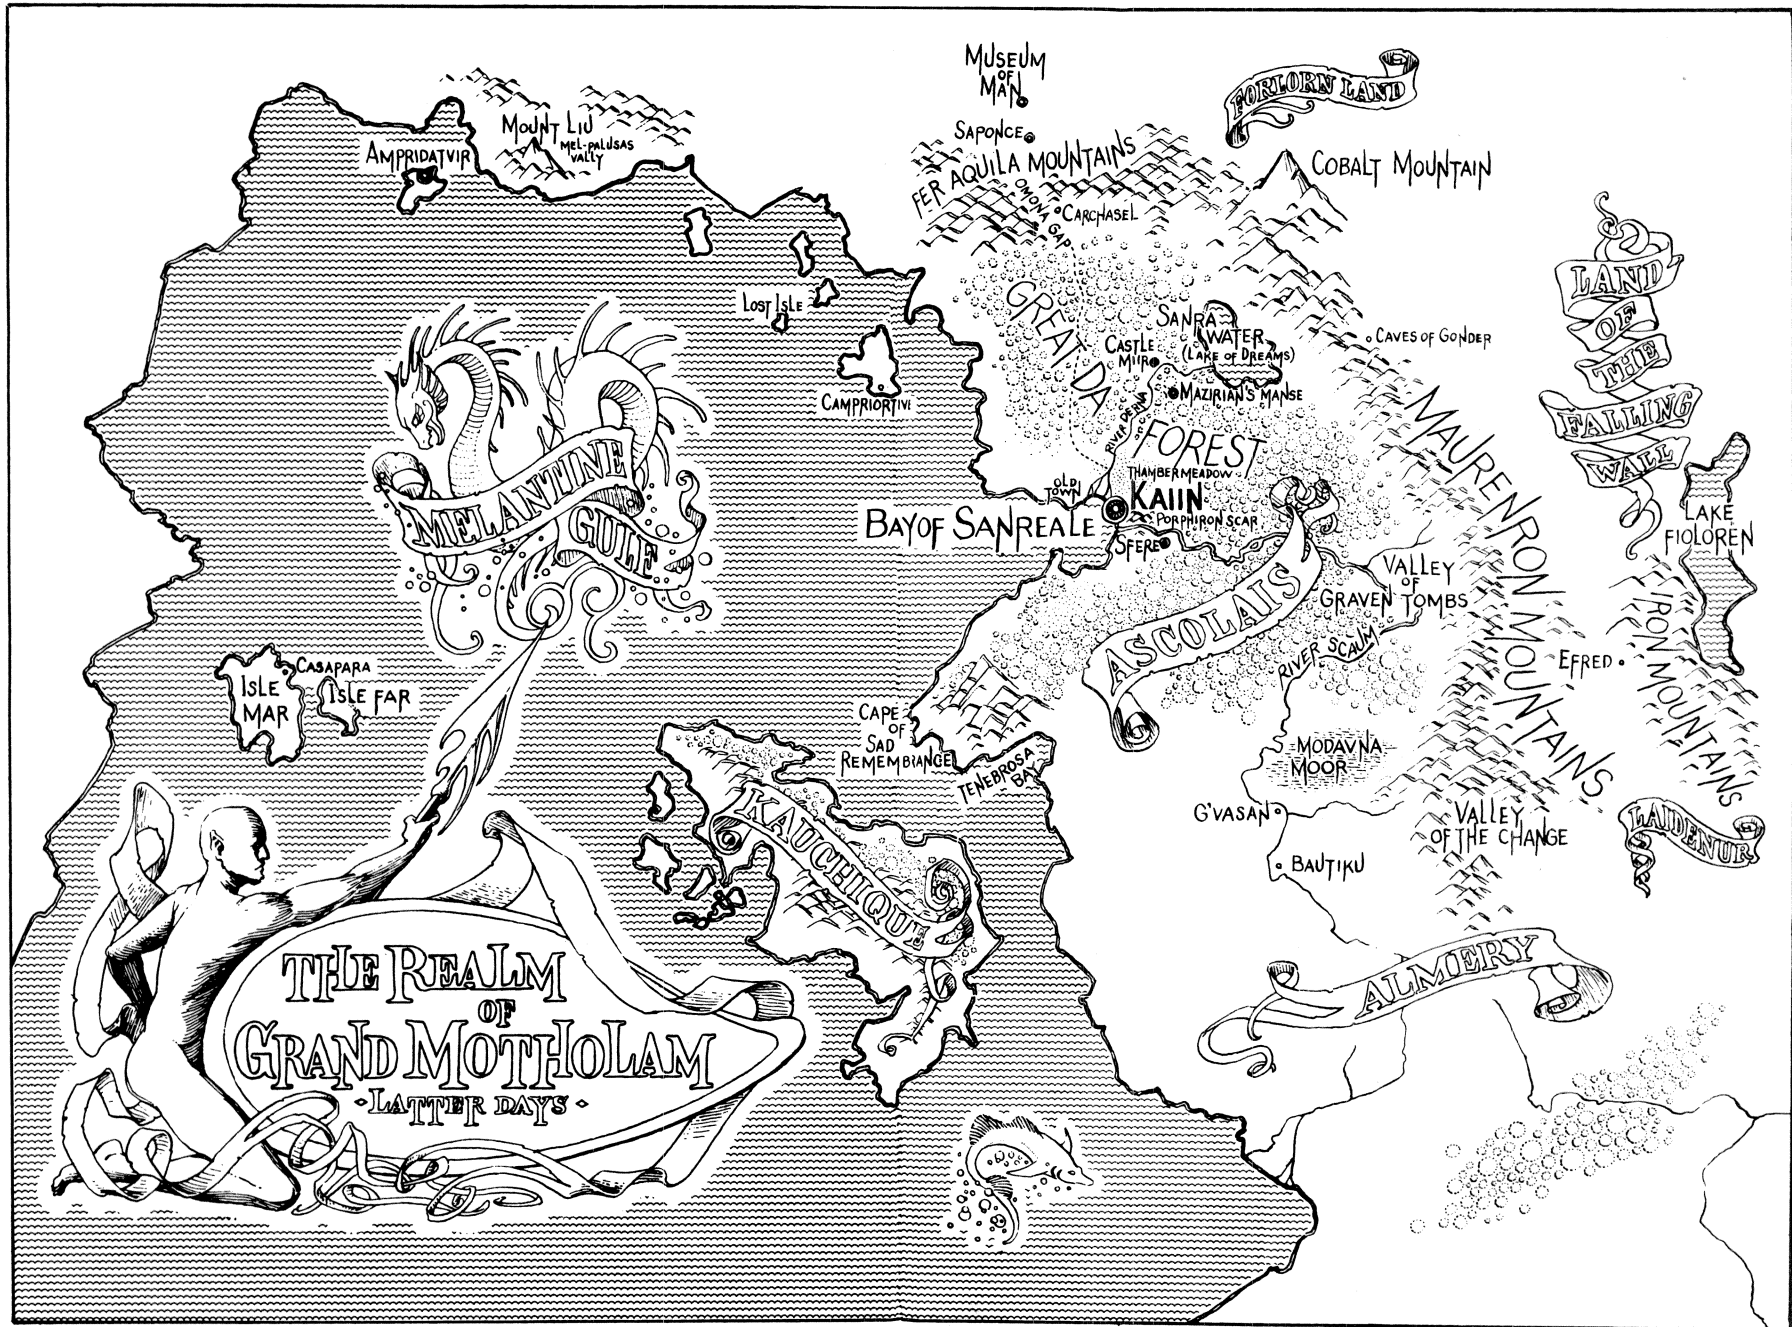 MUSEUM
OF
MAN
FORLORN LAND
MOUNT LIU
MEL-PALUSAS
VALLY
AMPRIDATVIR
SAPONCE
FER AQUILA MOUNTAINS
OMONA GAP
CARCHASEL
COBALT MOUNTAIN
LAND
OF
THE
FALLING
WALL
LOST ISLE
CAMPRIORTIVI
GREAT DA
FOREST
SANRA
WATER
(LAKE OF DREAMS)
CASTLE
MIIR
MAZIRIAN'S MANSE
RIVER DERNA
CAVES OF GONDER
MAURENRON MOUNTAINS
THAMBERMEADOW
OLD
TOWN
KAIIN
PORPHIRON SCAR
BAY OF SANREALE
SFERE
MELANTINE
GULF
LAKE
FIOLOREN
VALLEY
OF
GRAVEN TOMBS
ASCOLAIS
RIVER SCAUM
EFRED
IRON MOUNTAINS
CASAPARA
ISLE
MAR
ISLE FAR
CAPE
OF
SAD
REMEMBRANCE
TENEBROSA
BAY
MODAVNA
MOOR
G'VASAN
VALLEY
OF THE CHANGE
LAIDENUR
BAUTIKU
KAUCHIQUE
ALMERY
THE REALM
OF
GRAND MOTHOLAM
·LATTER DAYS·